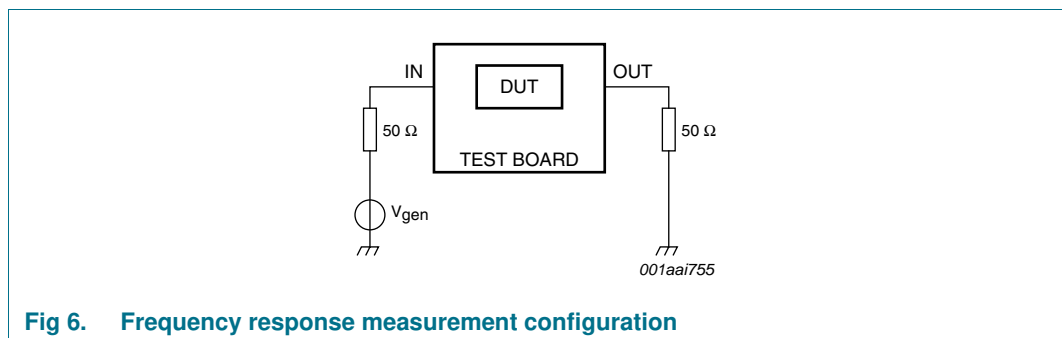 IN
OUT
DUT
50 Ω
50 Ω
TEST BOARD
Vgen
001aai755
Fig 6. Frequency response measurement configuration